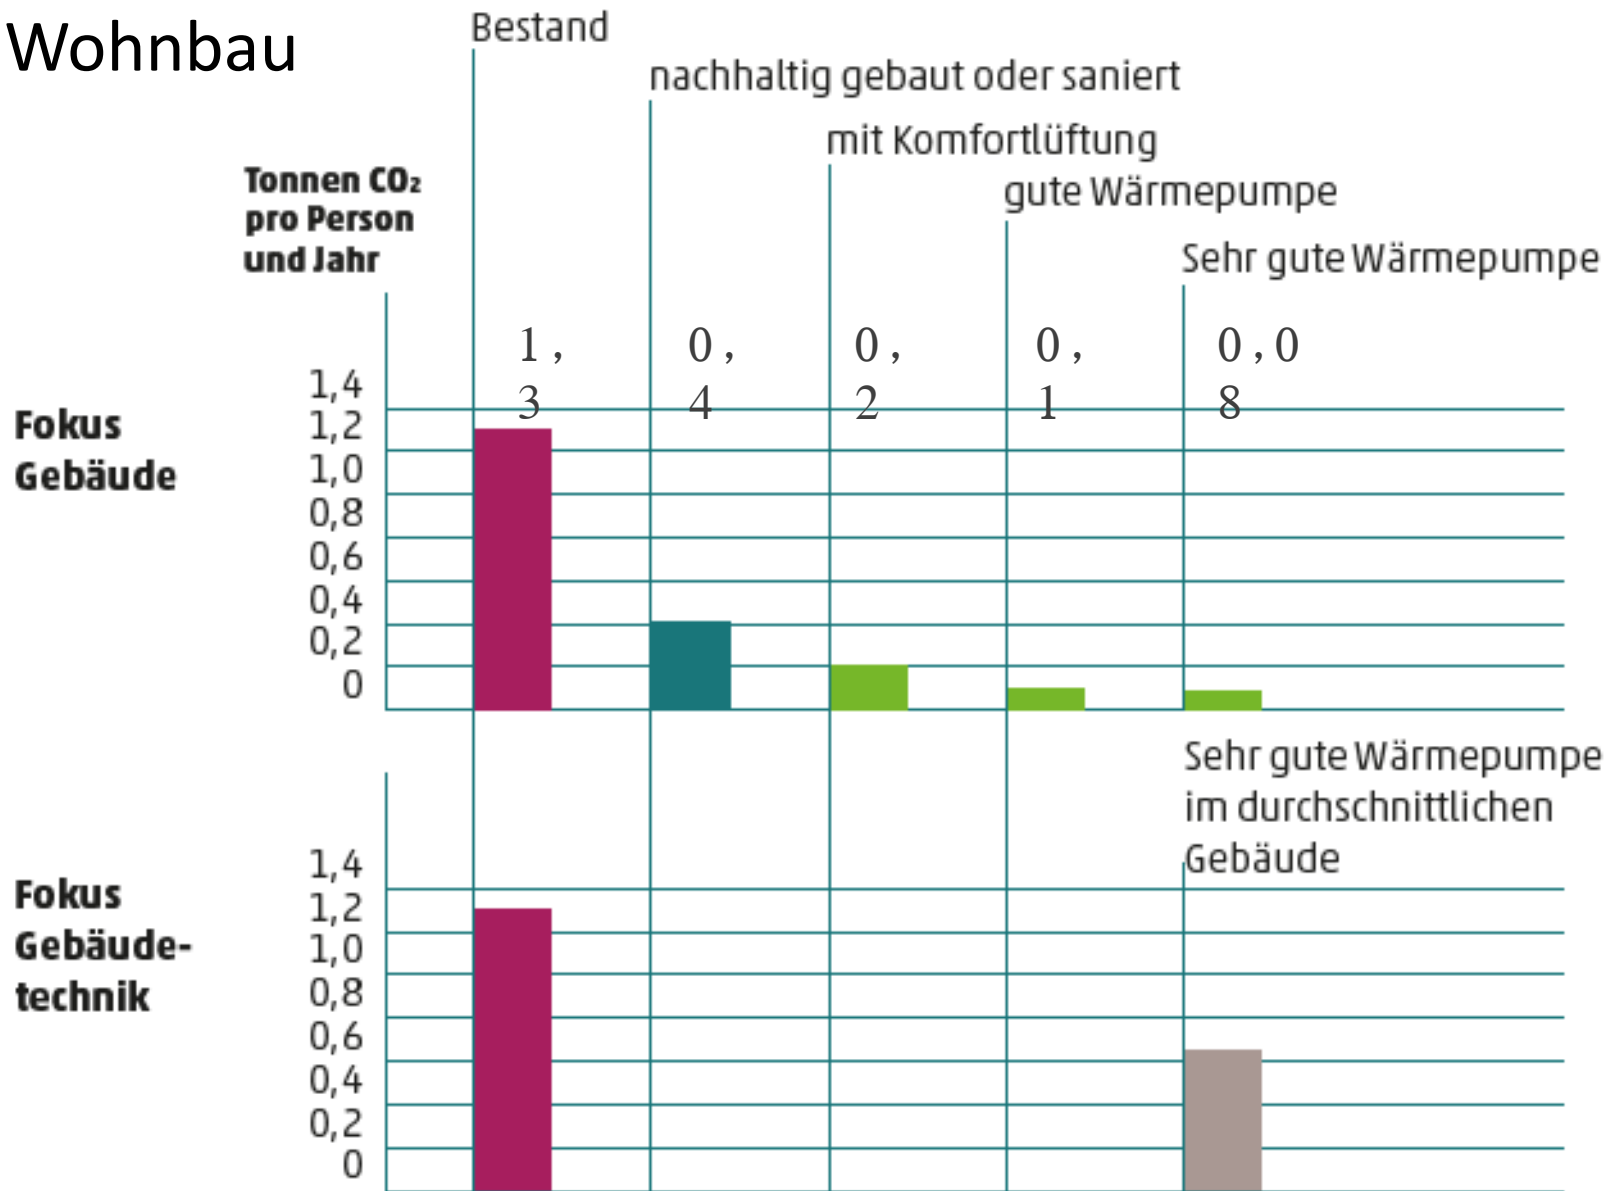 Wohnbau
Bestand
nachhaltig gebaut oder saniert
mit Komfortlüftung
gute Wärmepumpe
Sehr gute Wärmepumpe
Tonnen CO₂
pro Person
und Jahr
1,
3
0,
4
0,
2
0,
1
0,0
8
Fokus
Gebäude
1,4
1,2
1,0
0,8
0,6
0,4
0,2
0
Sehr gute Wärmepumpe
im durchschnittlichen
Gebäude
Fokus
Gebäude-
technik
1,4
1,2
1,0
0,8
0,6
0,4
0,2
0